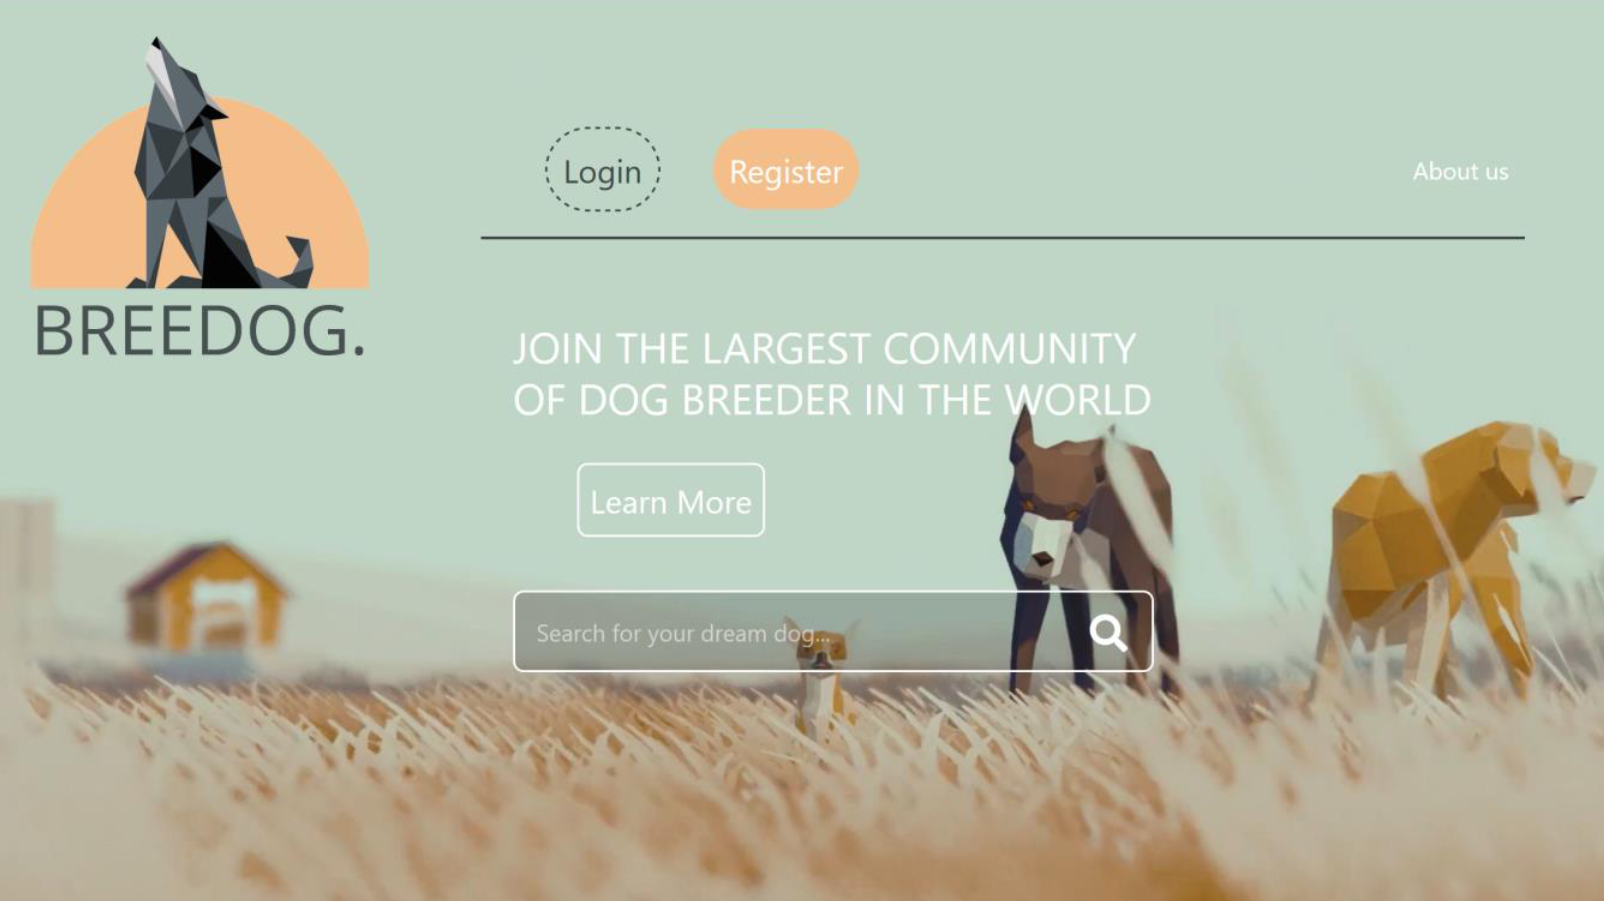 BREEDOG.
Login
Register
About us
JOIN THE LARGEST COMMUNITY
OF DOG BREEDER IN THE WORLD
Learn More
Search for your dream dog...